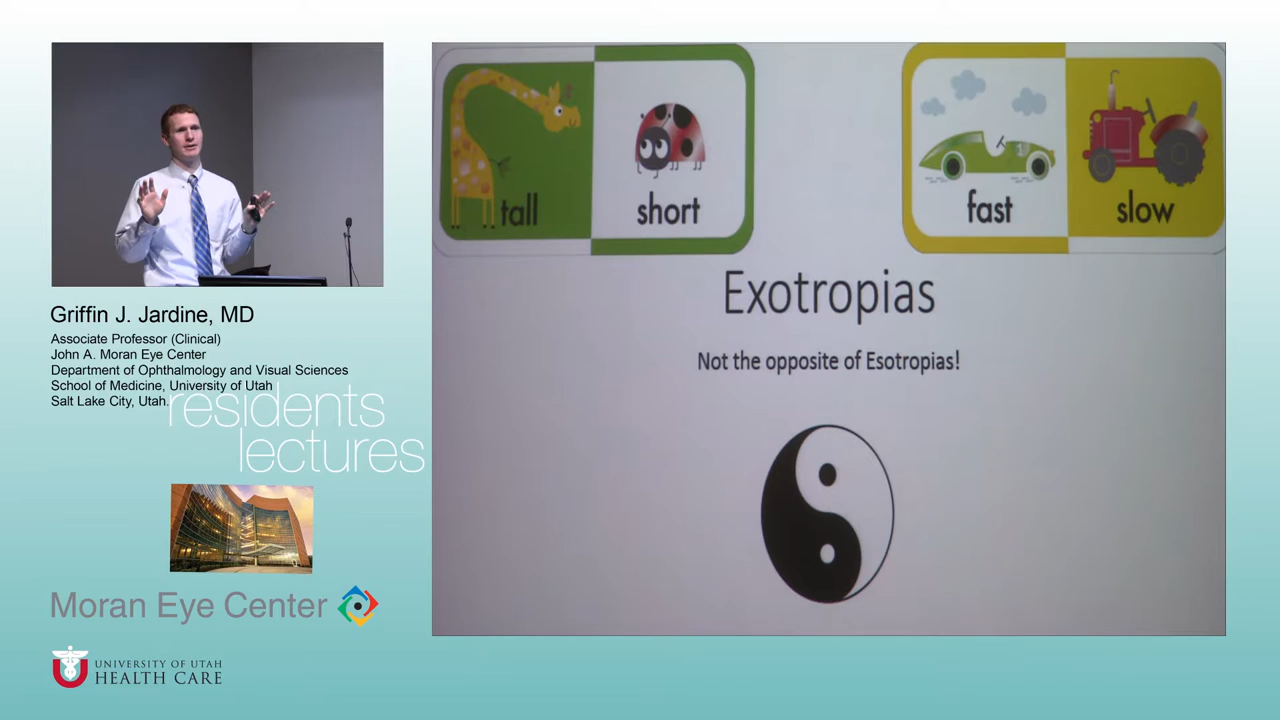 Griffin J. Jardine, MD
Associate Professor (Clinical)
John A. Moran Eye Center
Department of Ophthalmology and Visual Sciences
School of Medicine, University of Utah
Salt Lake City, Utah.
residents
lectures
Moran Eye Center
UNIVERSITY OF UTAH
HEALTH CARE
tall
short
fast
slow
Exotropias
Not the opposite of Esotropias!